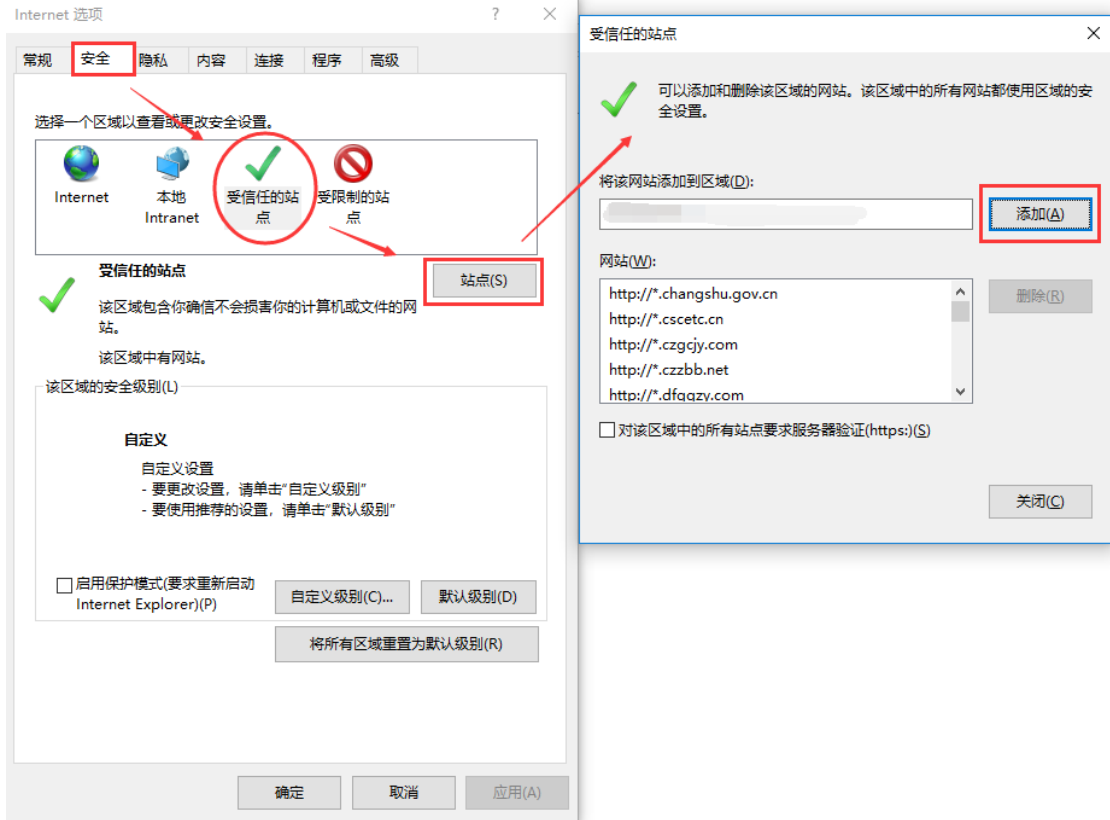 Internet 选项
常规 安全 隐私 内容 连接 程序 高级
选择一个区域以查看或更改安全设置。
Internet
本地
Intranet
受信任的站
点
受限制的站
点
受信任的站点
站点(S)
该区域包含你确信不会损害你的计算机或文件的网
站。
该区域中有网站。
该区域的安全级别(L)
自定义
自定义设置
- 要更改设置，请单击“自定义级别”
- 要使用推荐的设置，请单击“默认级别”
启用保护模式(要求重新启动
Internet Explorer)(P)
自定义级别(C)...
默认级别(D)
将所有区域重置为默认级别(R)
确定
取消
应用(A)
受信任的站点
可以添加和删除该区域的网站。该区域中的所有网站都使用区域的安
全设置。
将该网站添加到区域(D):
添加(A)
网站(W):
http://*.changshu.gov.cn
http://*.cscetc.cn
http://*.czgcjy.com
http://*.czzbb.net
http://*.dfggzy.com
删除(R)
对该区域中的所有站点要求服务器验证(https:)(S)
关闭(C)